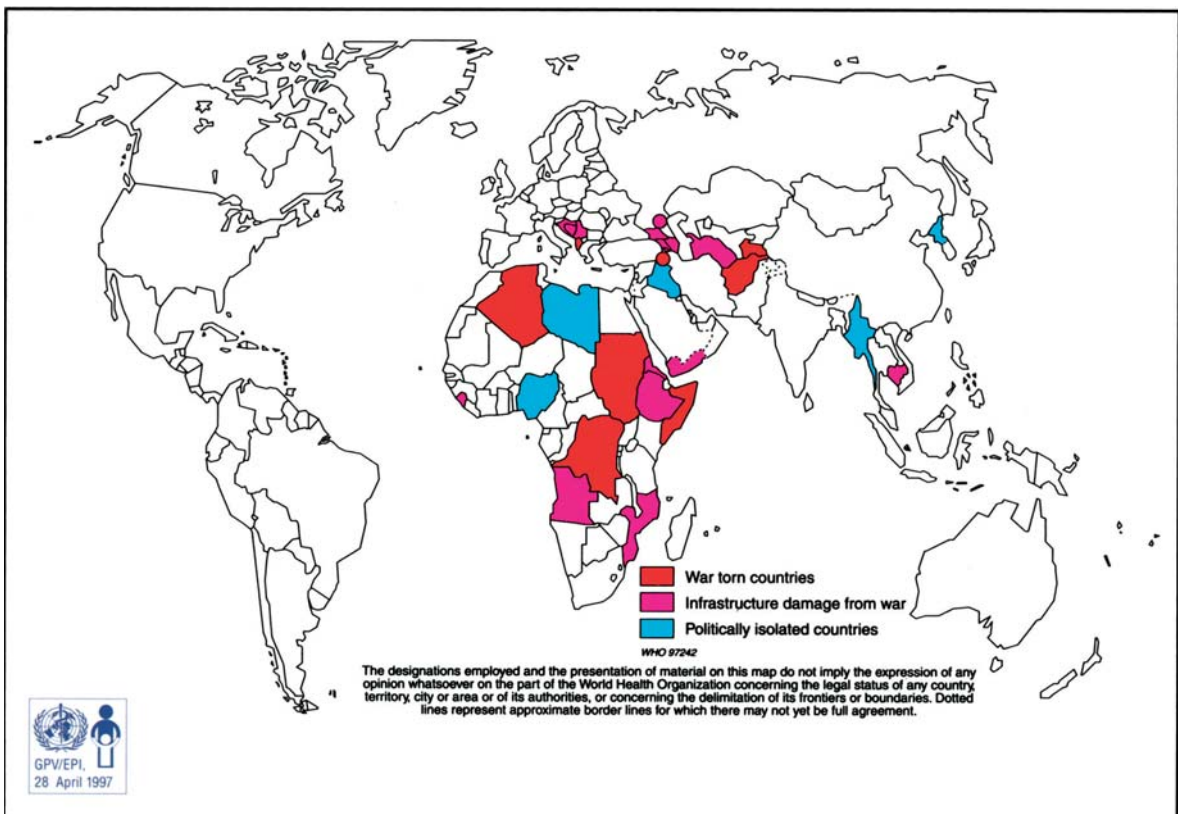 War torn countries
Infrastructure damage from war
Politically isolated countries
WHO 97242
The designations employed and the presentation of material on this map do not imply the expression of any
opinion whatsoever on the part of the World Health Organization concerning the legal status of any country,
territory, city or area or of its authorities, or concerning the delimitation of its frontiers or boundaries. Dotted
lines represent approximate border lines for which there may not yet be full agreement.
GPV/EPI,
28 April 1997